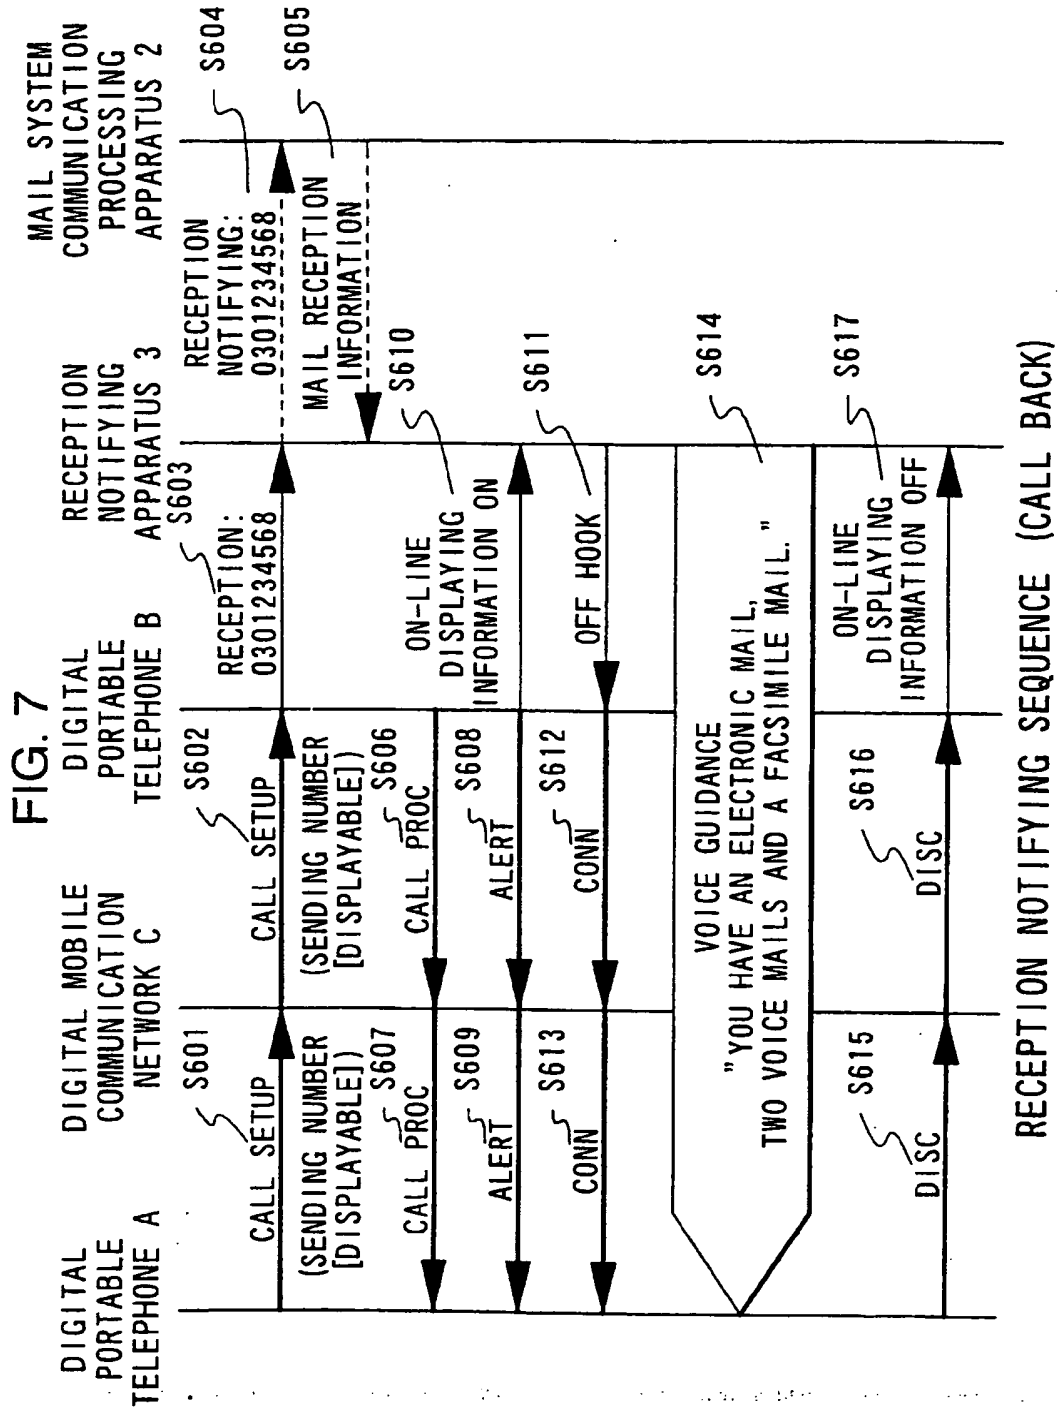 FIG. 7
DIGITAL
PORTABLE
TELEPHONE A
DIGITAL MOBILE
COMMUNICATION
NETWORK C
DIGITAL
PORTABLE
TELEPHONE B
RECEPTION
NOTIFYING
APPARATUS 3
MAIL SYSTEM
COMMUNICATION
PROCESSING
APPARATUS 2
S601
CALL SETUP
(SENDING NUMBER
[DISPLAYABLE])
S602
CALL SETUP
(SENDING NUMBER
[DISPLAYABLE])
S603
RECEPTION:
0301234568
S604
RECEPTION
NOTIFYING:
0301234568
S605
MAIL RECEPTION
INFORMATION
S607
CALL PROC
S606
CALL PROC
S609
ALERT
S608
ALERT
S610
ON-LINE
DISPLAYING
INFORMATION ON
S613
CONN
S612
CONN
S611
OFF HOOK
S614
VOICE GUIDANCE
"YOU HAVE AN ELECTRONIC MAIL,
TWO VOICE MAILS AND A FACSIMILE MAIL."
S615
DISC
S616
DISC
S617
ON-LINE
DISPLAYING
INFORMATION OFF
RECEPTION NOTIFYING SEQUENCE (CALL BACK)